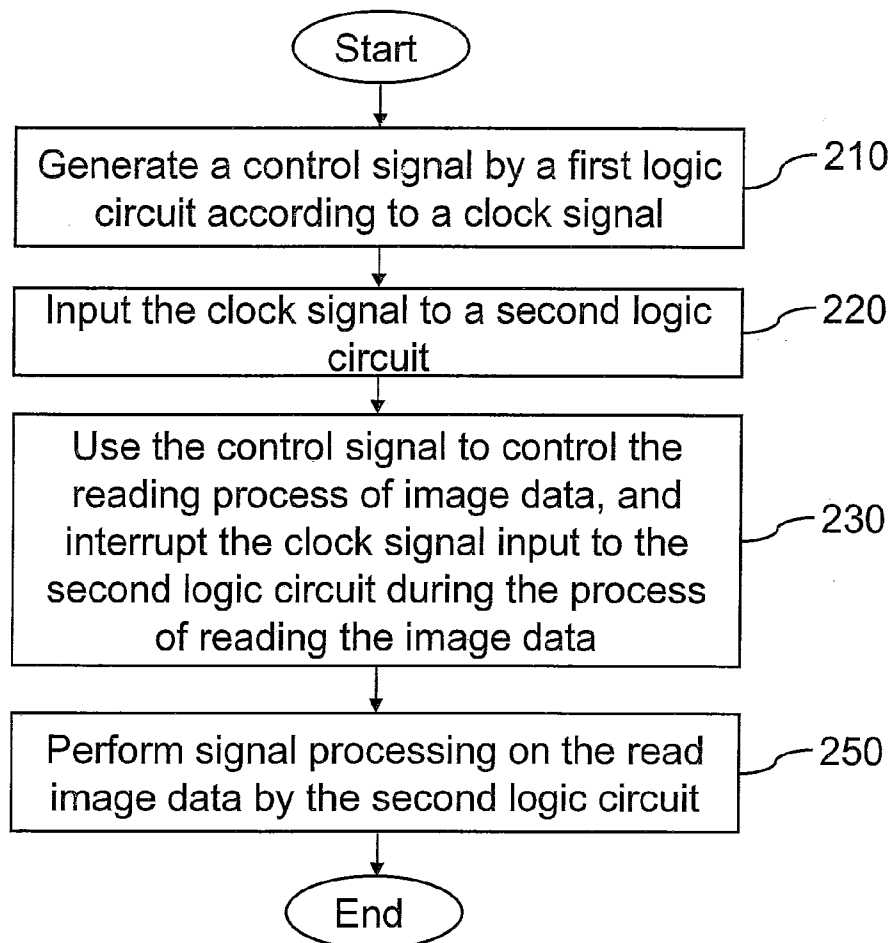 Start
Generate a control signal by a first logic
circuit according to a clock signal
210
Input the clock signal to a second logic
circuit
220
Use the control signal to control the
reading process of image data, and
interrupt the clock signal input to the
second logic circuit during the process
of reading the image data
230
Perform signal processing on the read
image data by the second logic circuit
250
End